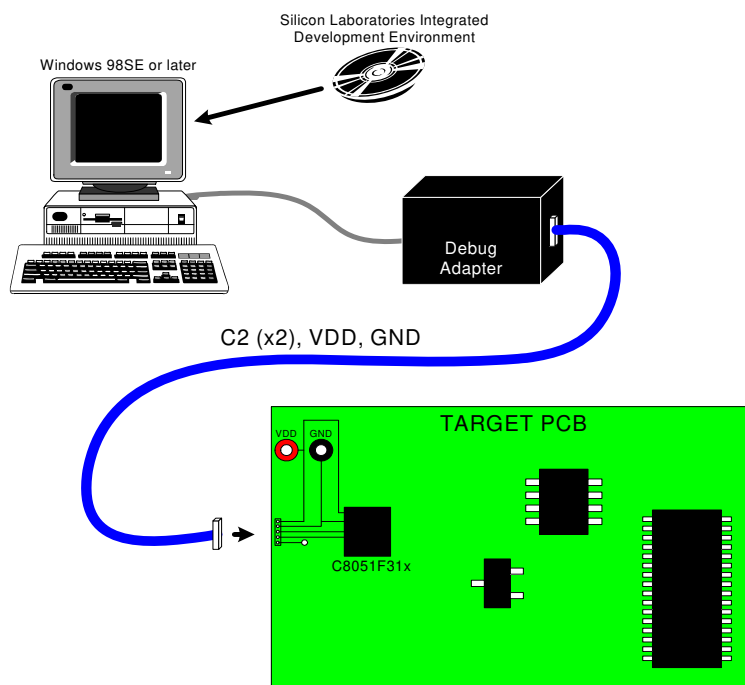 Silicon Laboratories Integrated
Development Environment
Windows 98SE or later
Debug
Adapter
C2 (x2), VDD, GND
TARGET PCB
VDD GND
C8051F31x